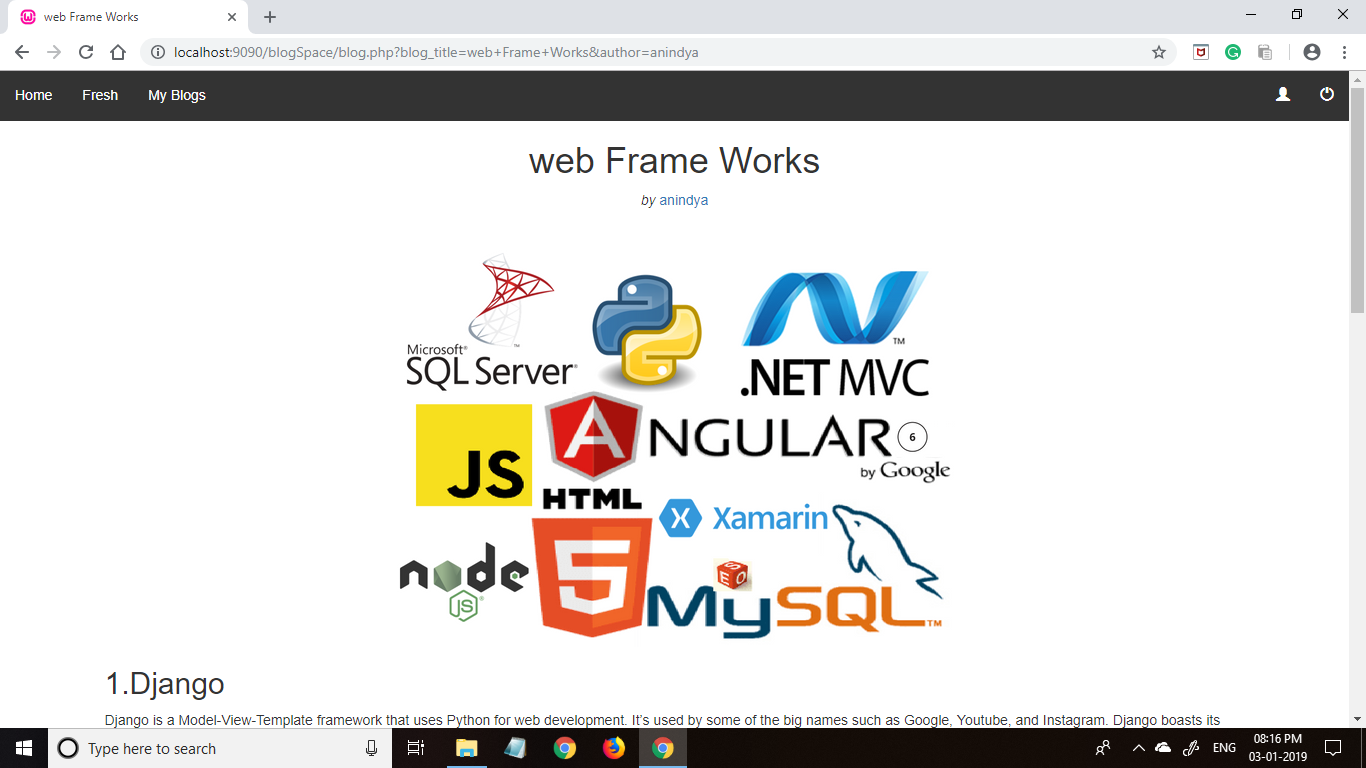 web Frame Works
localhost:9090/blogSpace/blog.php?blog_title=web+Frame+Works&author=anindya
Home Fresh My Blogs
web Frame Works
by anindya
Microsoft®
SQL Server®
TM
.NET MVC
JS
A NGULAR 6
by Google
HTML
5
X Xamarin
node
JS®
SEO
MySQL™
1.Django
Django is a Model-View-Template framework that uses Python for web development. It’s used by some of the big names such as Google, Youtube, and Instagram. Django boasts its
Type here to search
ENG
08:16 PM
03-01-2019